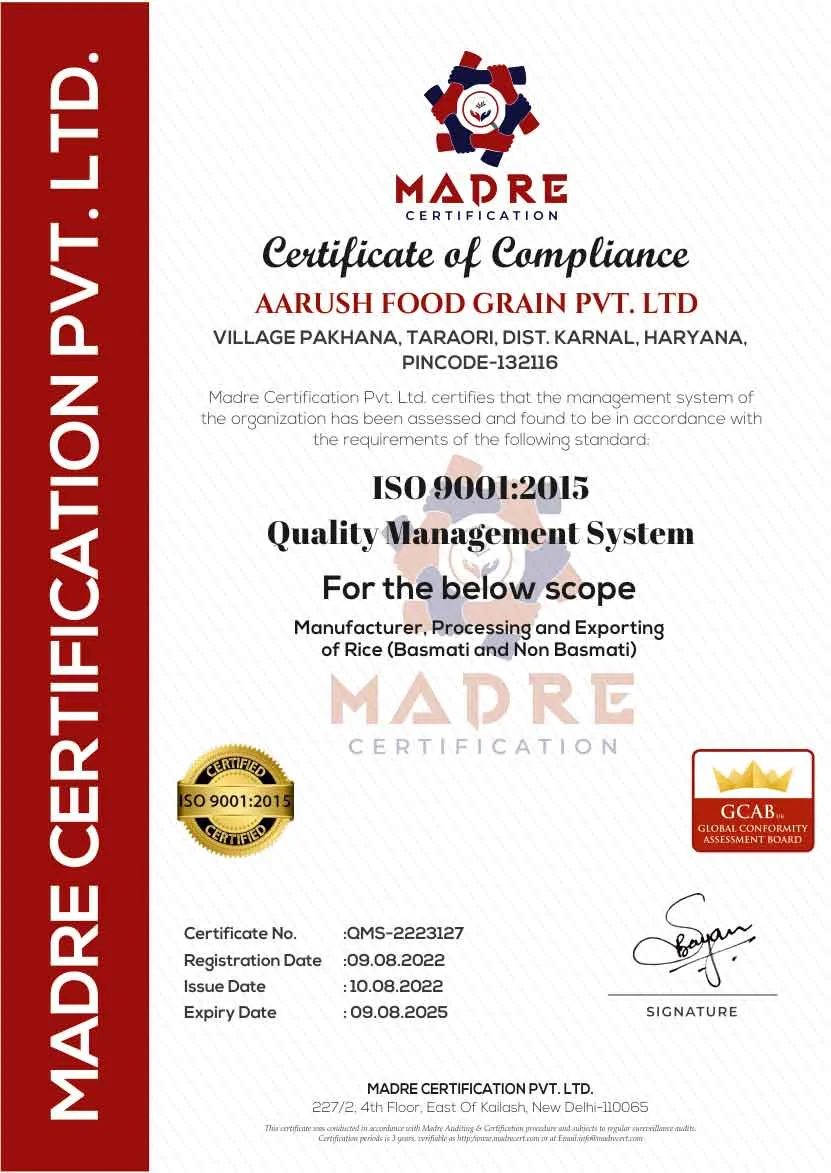 MADRE CERTIFICATION PVT. LTD.
MADRE
CERTIFICATION
Certificate of Compliance
AARUSH FOOD GRAIN PVT. LTD
VILLAGE PAKHANA, TARAORI, DIST. KARNAL, HARYANA,
PINCODE-132116
Madre Certification Pvt. Ltd. certifies that the management system of
the organization has been assessed and found to be in accordance with
the requirements of the following standard:
ISO 9001:2015
Quality Management System
For the below scope
Manufacturer, Processing and Exporting
of Rice (Basmati and Non Basmati)
MADRE
CERTIFICATION
CERTIFIED
ISO 9001:2015
CERTIFIED
GCAB UK
GLOBAL CONFORMITY
ASSESSMENT BOARD
Certificate No. :QMS-2223127
Registration Date :09.08.2022
Issue Date : 10.08.2022
Expiry Date : 09.08.2025
SIGNATURE
MADRE CERTIFICATION PVT. LTD.
227/2, 4th Floor, East Of Kailash, New Delhi-110065
This certificate was conducted in accordance with Madre Auditing & Certification procedure and subjects to regular surveveillance audits.
Certification periods is 3 years. verifiable as http:/www.madrecert.com or at Email:info@madrecert.com